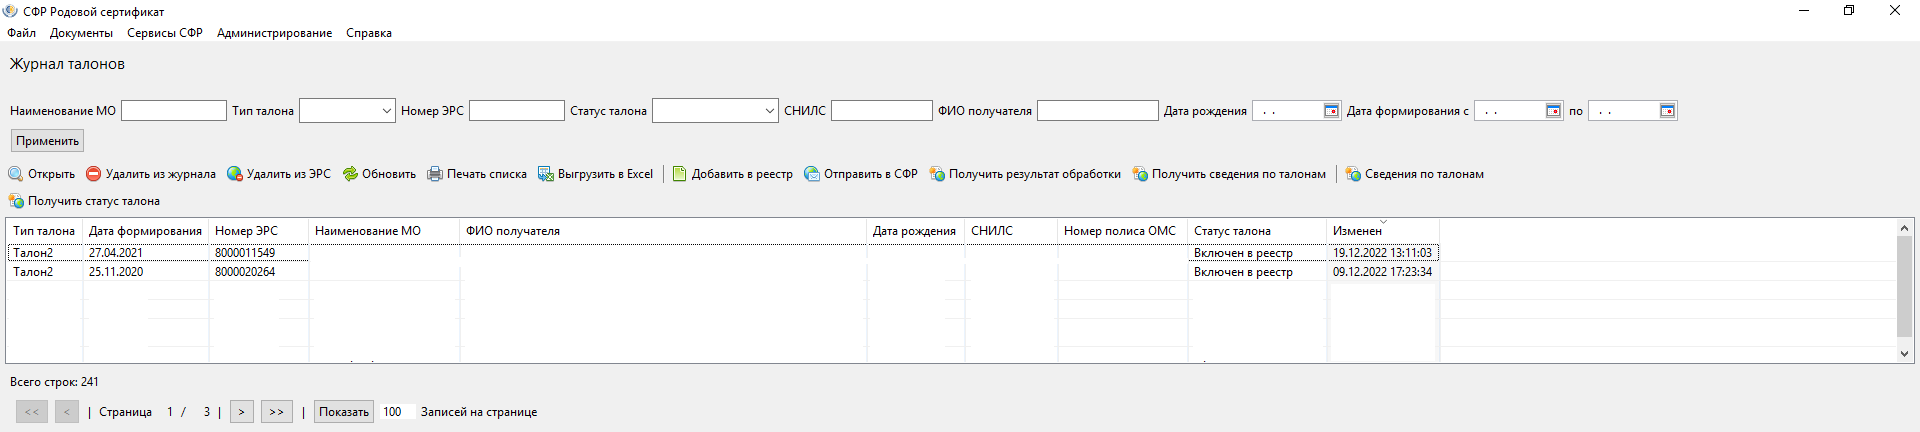 СФР Родовой сертификат
Файл Документы Сервисы СФР Администрирование Справка
Журнал талонов
Наименование МО Тип талона Номер ЭРС Статус талона СНИЛС ФИО получателя Дата рождения . . Дата формирования с . . по . .
Применить
Открыть Удалить из журнала Удалить из ЭРС Обновить Печать списка Выгрузить в Excel Добавить в реестр Отправить в СФР Получить результат обработки Получить сведения по талонам Сведения по талонам
Получить статус талона
Тип талона Дата формирования Номер ЭРС Наименование МО ФИО получателя Дата рождения СНИЛС Номер полиса ОМС Статус талона Изменен
Талон2 27.04.2021 8000011549 Включен в реестр 19.12.2022 13:11:03
Талон2 25.11.2020 8000020264 Включен в реестр 09.12.2022 17:23:34
Всего строк: 241
<< < | Страница 1 / 3 | > >> | Показать 100 Записей на странице